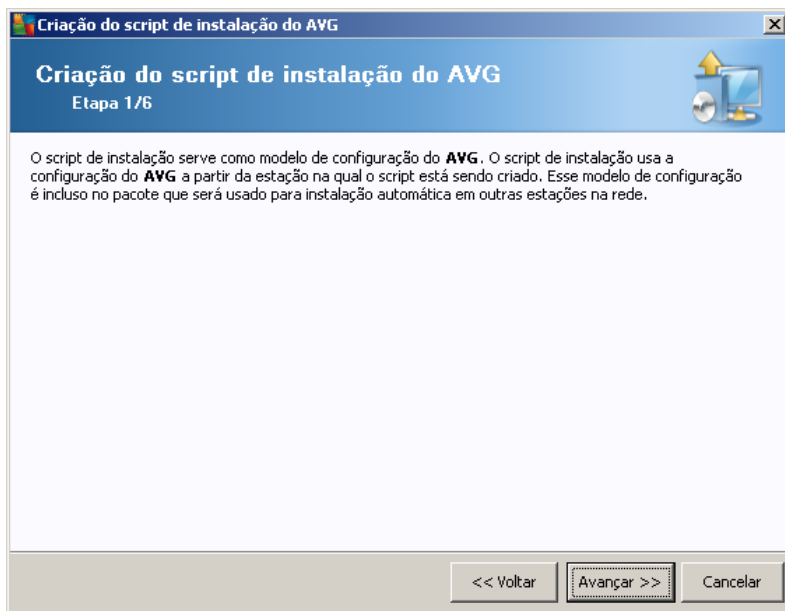 Criação do script de instalação do AVG
Criação do script de instalação do AVG
Etapa 1/6
O script de instalação serve como modelo de configuração do AVG. O script de instalação usa a
configuração do AVG a partir da estação na qual o script está sendo criado. Esse modelo de configuração
é incluso no pacote que será usado para instalação automática em outras estações na rede.
<< Voltar
Avançar >>
Cancelar